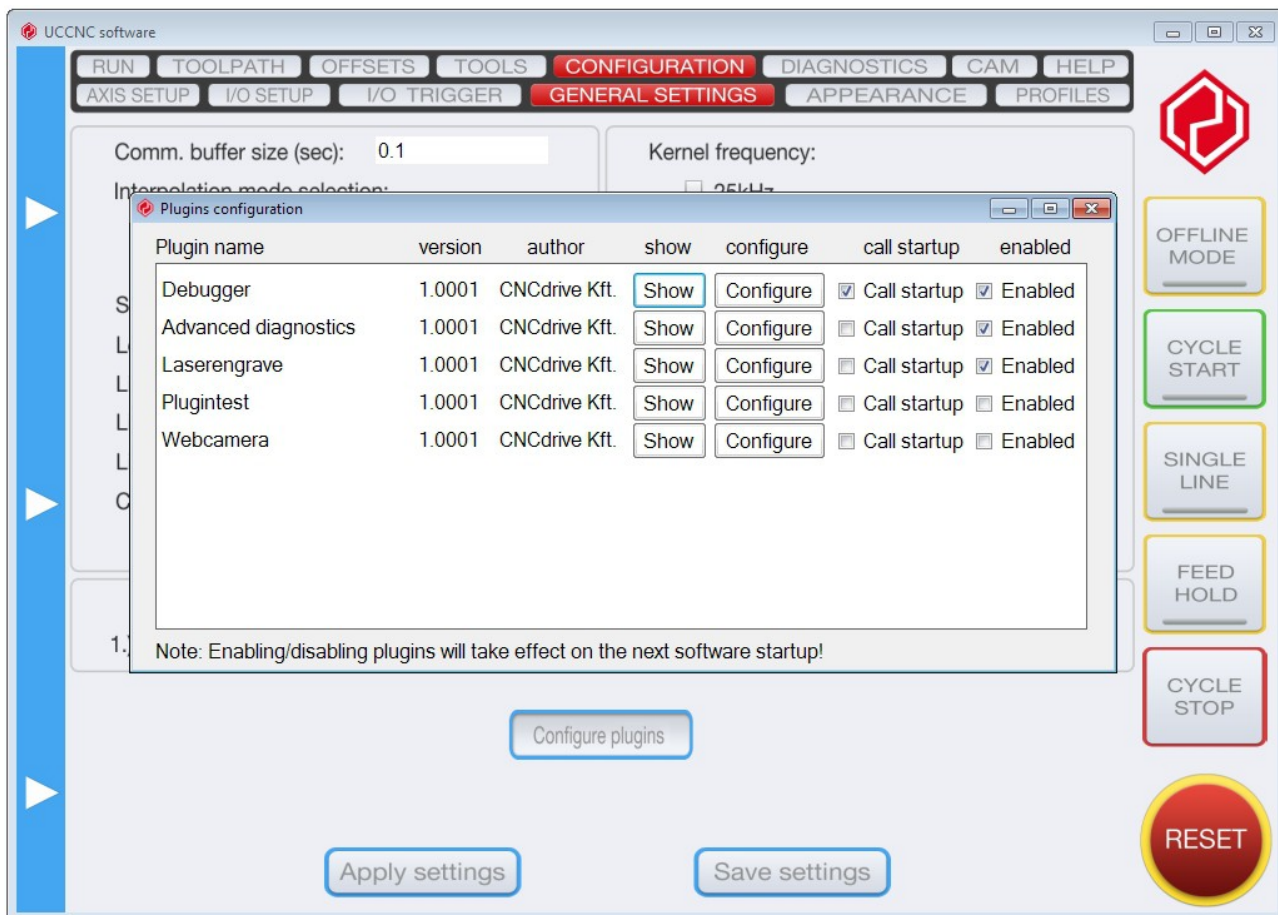 UCCNC software
RUN TOOLPATH OFFSETS TOOLS CONFIGURATION DIAGNOSTICS CAM HELP
AXIS SETUP I/O SETUP I/O TRIGGER GENERAL SETTINGS APPEARANCE PROFILES
Comm. buffer size (sec): 0.1
Kernel frequency:
Interpolation mode selection:
25kHz
Plugins configuration
Plugin name version author show configure call startup enabled
Debugger 1.0001 CNCdrive Kft. Show Configure Call startup Enabled
Advanced diagnostics 1.0001 CNCdrive Kft. Show Configure Call startup Enabled
Laserengrave 1.0001 CNCdrive Kft. Show Configure Call startup Enabled
Plugintest 1.0001 CNCdrive Kft. Show Configure Call startup Enabled
Webcamera 1.0001 CNCdrive Kft. Show Configure Call startup Enabled
Note: Enabling/disabling plugins will take effect on the next software startup!
1.)
Configure plugins
Apply settings Save settings
OFFLINE
MODE
CYCLE
START
SINGLE
LINE
FEED
HOLD
CYCLE
STOP
RESET